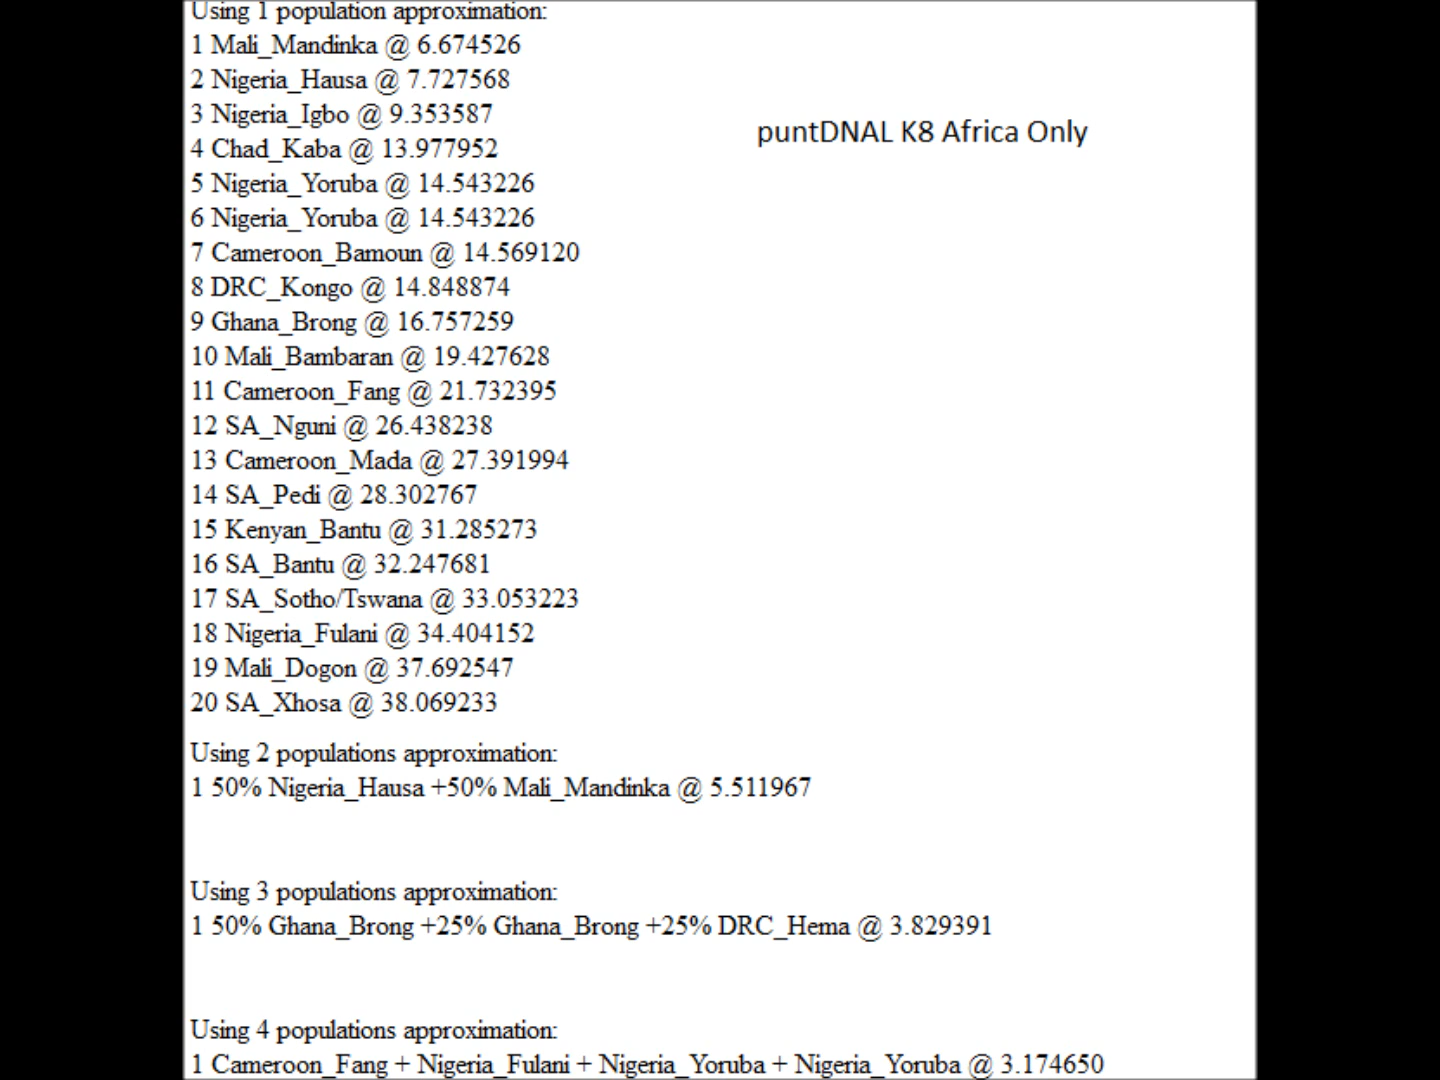 Using 1 population approximation:
1 Mali_Mandinka @ 6.674526
2 Nigeria_Hausa @ 7.727568
3 Nigeria_Igbo @ 9.353587
4 Chad_Kaba @ 13.977952
5 Nigeria_Yoruba @ 14.543226
6 Nigeria_Yoruba @ 14.543226
7 Cameroon_Bamoun @ 14.569120
8 DRC_Kongo @ 14.848874
9 Ghana_Brong @ 16.757259
10 Mali_Bambaran @ 19.427628
11 Cameroon_Fang @ 21.732395
12 SA_Nguni @ 26.438238
13 Cameroon_Mada @ 27.391994
14 SA_Pedi @ 28.302767
15 Kenyan_Bantu @ 31.285273
16 SA_Bantu @ 32.247681
17 SA_Sotho/Tswana @ 33.053223
18 Nigeria_Fulani @ 34.404152
19 Mali_Dogon @ 37.692547
20 SA_Xhosa @ 38.069233
puntDNAL K8 Africa Only
Using 2 populations approximation:
1 50% Nigeria_Hausa +50% Mali_Mandinka @ 5.511967
Using 3 populations approximation:
1 50% Ghana_Brong +25% Ghana_Brong +25% DRC_Hema @ 3.829391
Using 4 populations approximation:
1 Cameroon_Fang + Nigeria_Fulani + Nigeria_Yoruba + Nigeria_Yoruba @ 3.174650